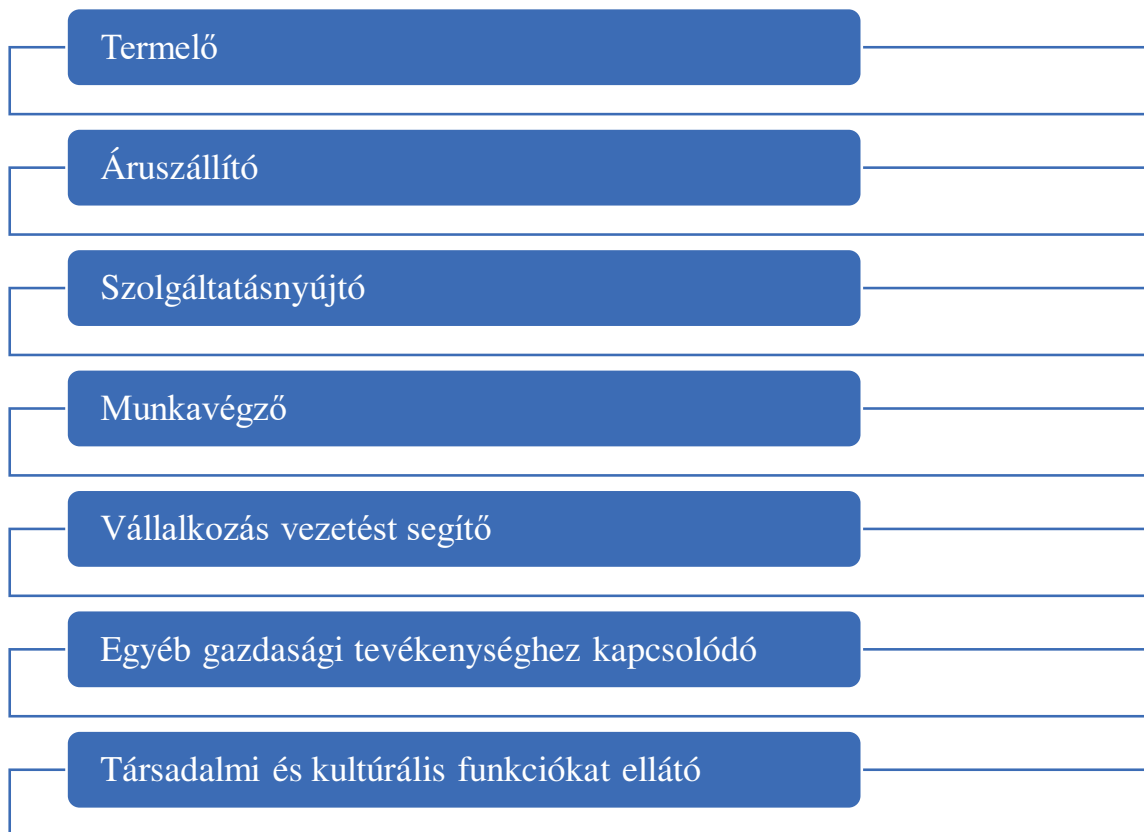 Termelő
Áruszállító
Szolgáltatásnyújtó
Munkavégző
Vállalkozás vezetést segítő
Egyéb gazdasági tevékenységhez kapcsolódó
Társadalmi és kultúrális funkciókat ellátó